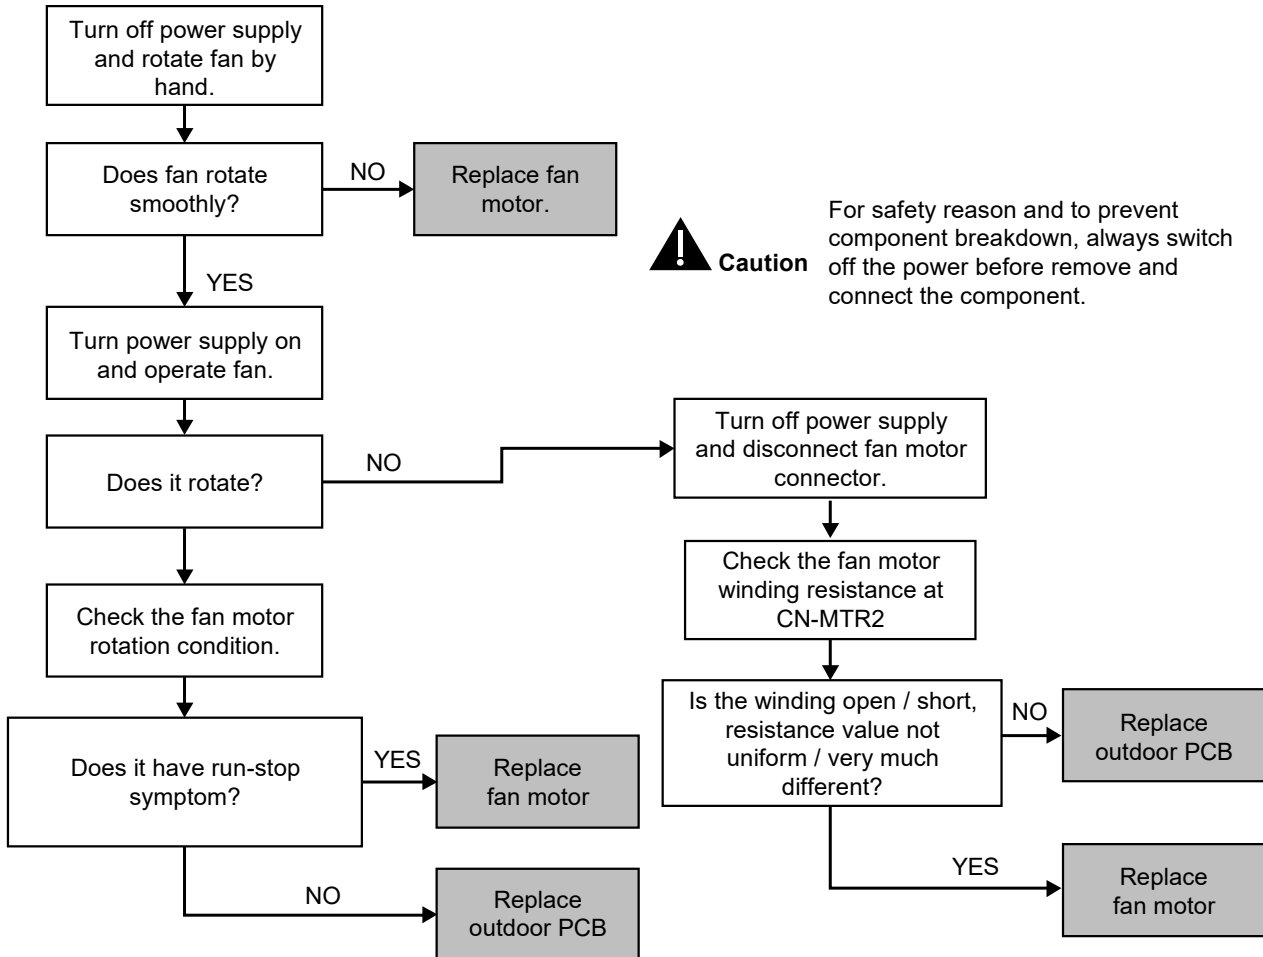 Turn off power supply
and rotate fan by
hand.
Does fan rotate
smoothly?
NO
Replace fan
motor.
Caution
For safety reason and to prevent
component breakdown, always switch
off the power before remove and
connect the component.
YES
Turn power supply on
and operate fan.
Does it rotate?
NO
Turn off power supply
and disconnect fan motor
connector.
Check the fan motor
winding resistance at
CN-MTR2
Check the fan motor
rotation condition.
Is the winding open / short,
resistance value not
uniform / very much
different?
NO
Replace
outdoor PCB
Does it have run-stop
symptom?
YES
Replace
fan motor
NO
Replace
outdoor PCB
YES
Replace
fan motor